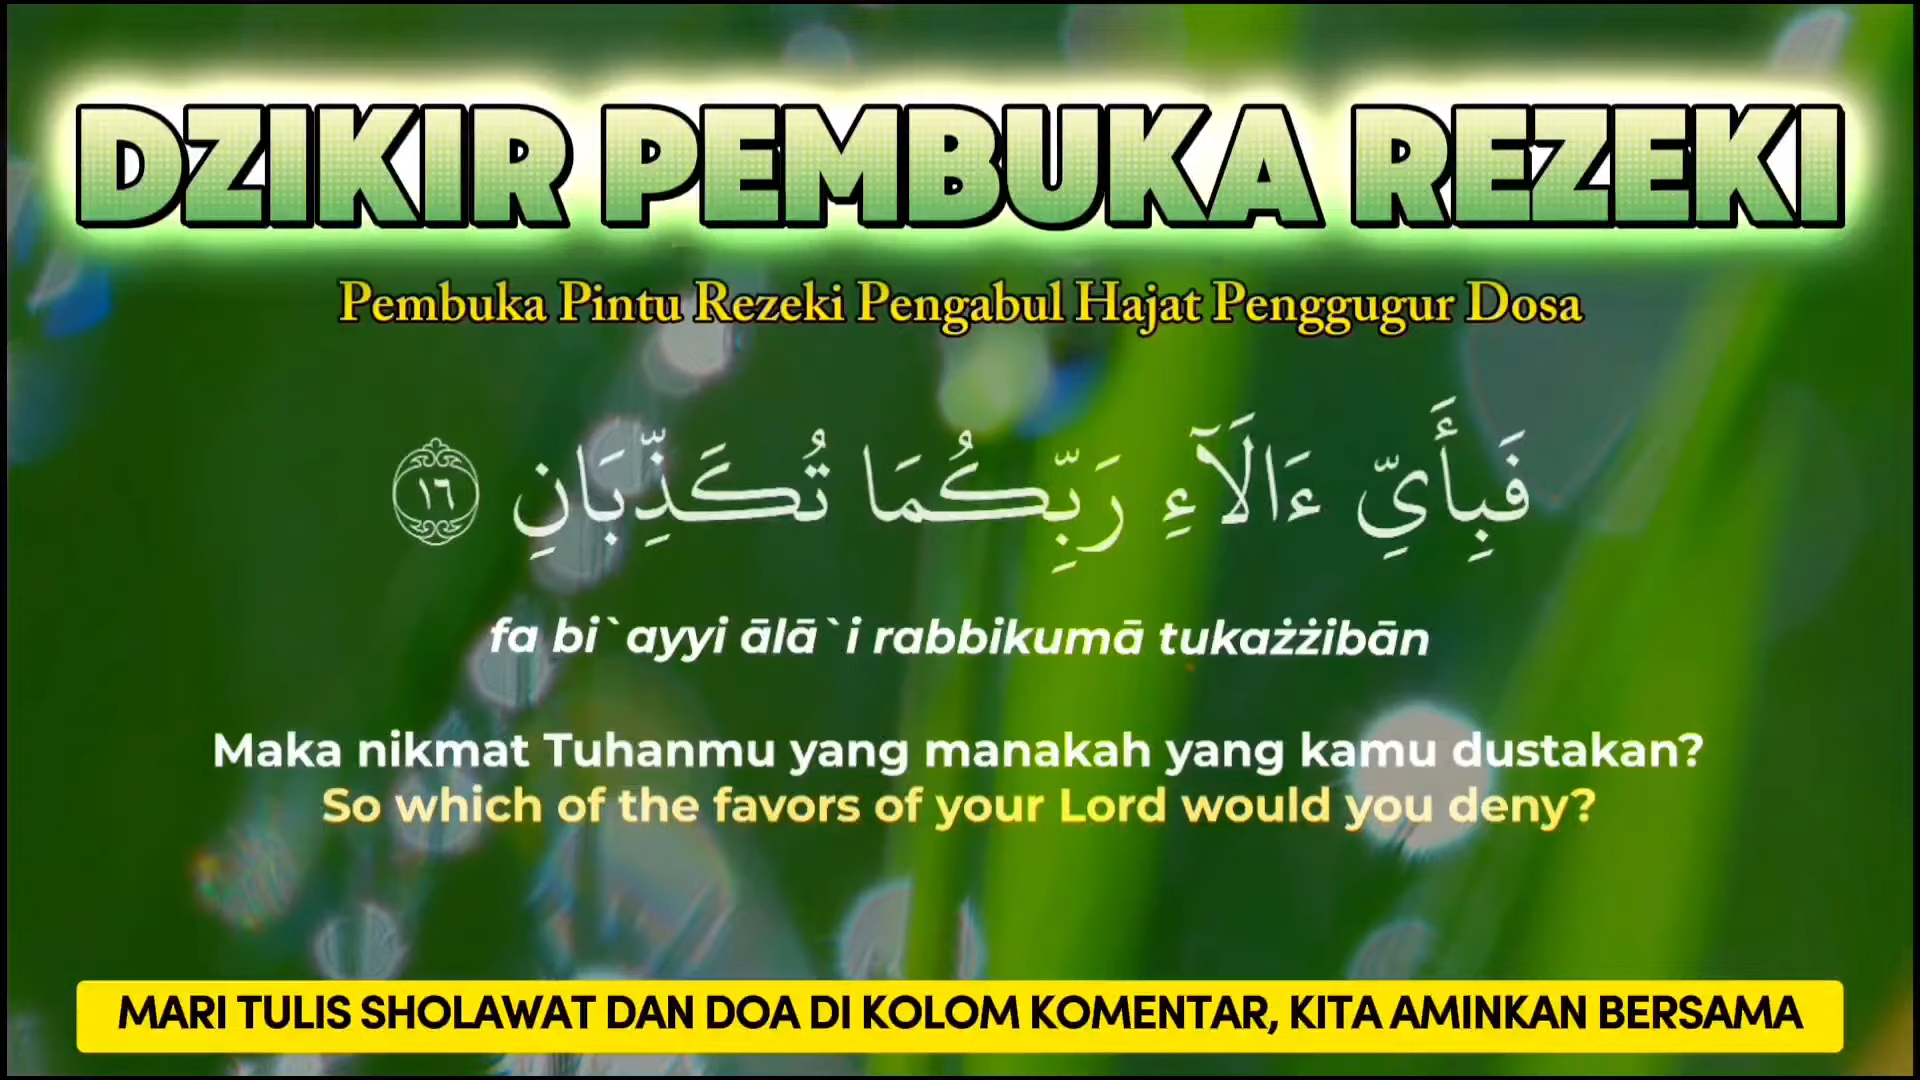 DZIKIR PEMBUKA REZEKI
Pembuka Pintu Rezeki Pengabul Hajat Penggugur Dosa
فَبِأَيِّ ءَالَآءِ رَبِّكُمَا تُكَذِّبَانِ ١٦
fa bi`ayyi ālā`i rabbikumā tukażżibān
Maka nikmat Tuhanmu yang manakah yang kamu dustakan?
So which of the favors of your Lord would you deny?
MARI TULIS SHOLAWAT DAN DOA DI KOLOM KOMENTAR, KITA AMINKAN BERSAMA